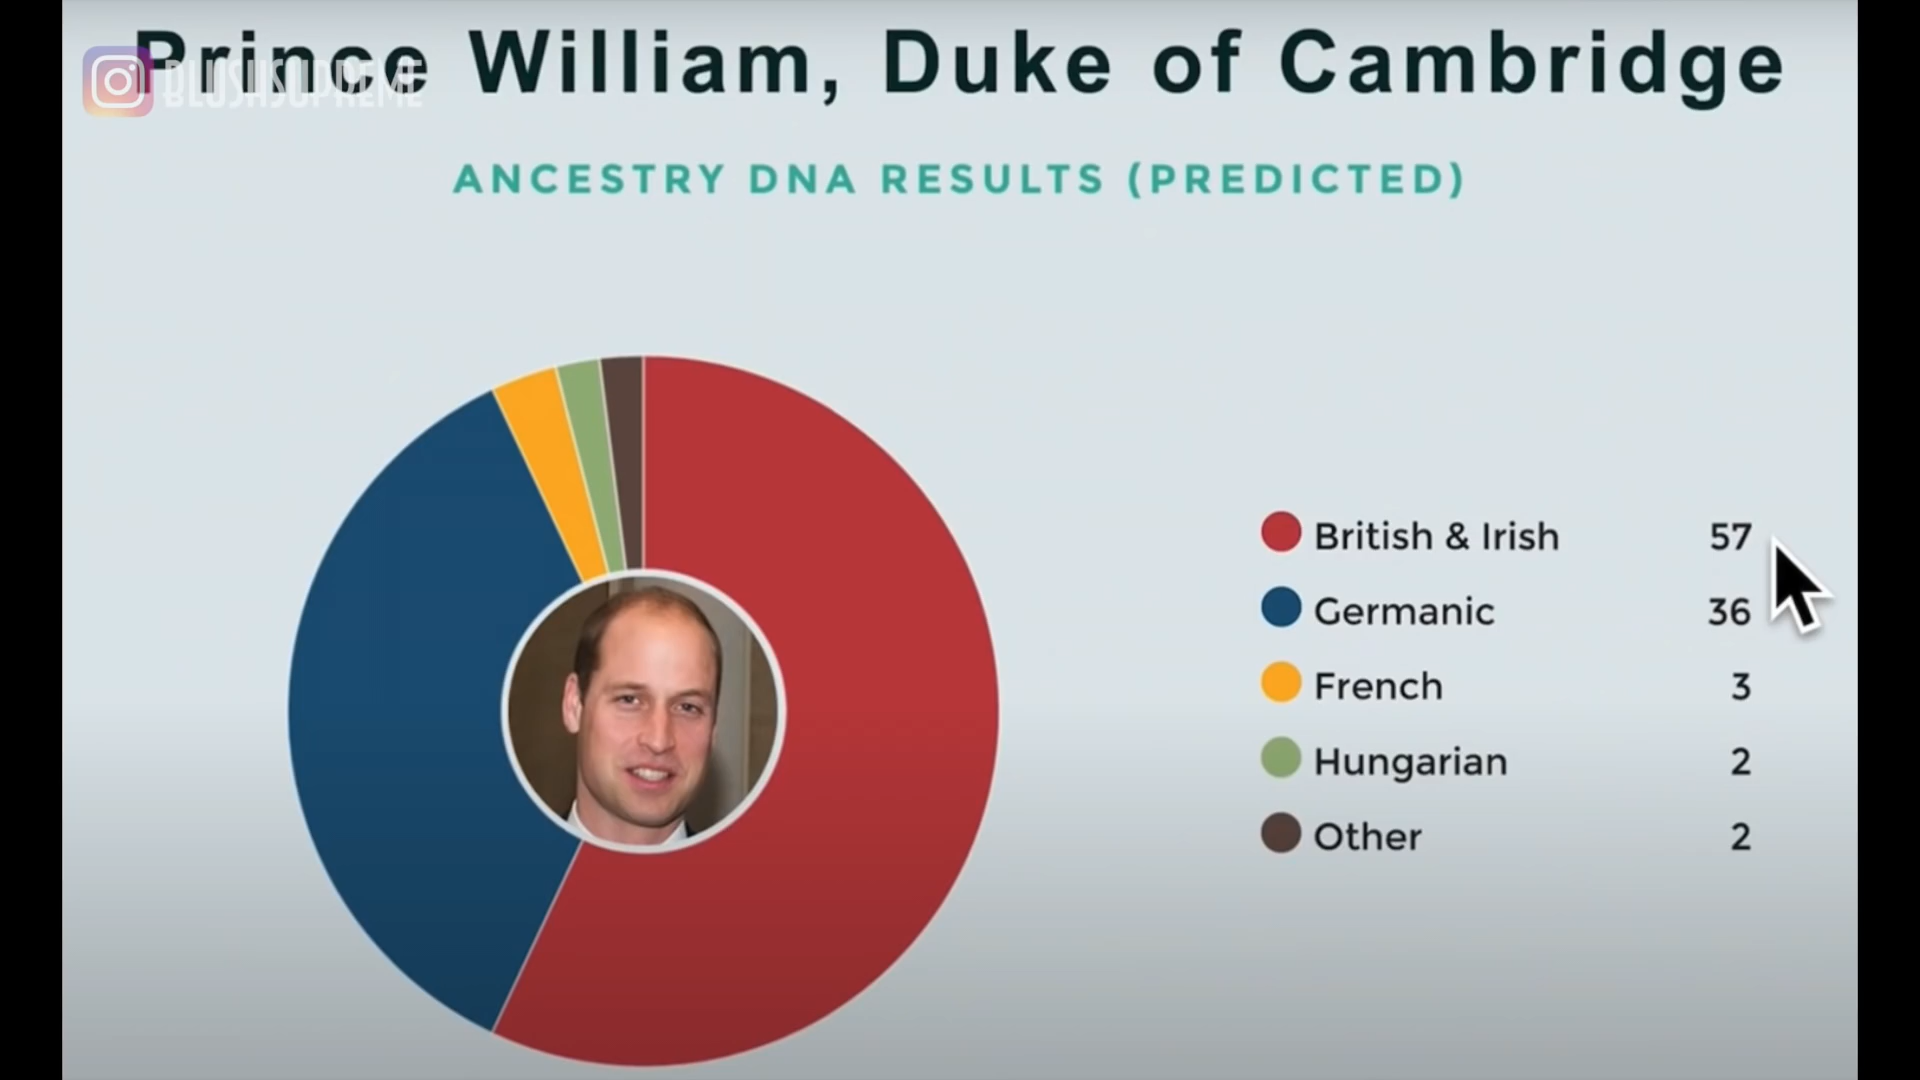 Prince William, Duke of Cambridge
BLUSHSUPREME
ANCESTRY DNA RESULTS (PREDICTED)
British & Irish 57
Germanic 36
French 3
Hungarian 2
Other 2